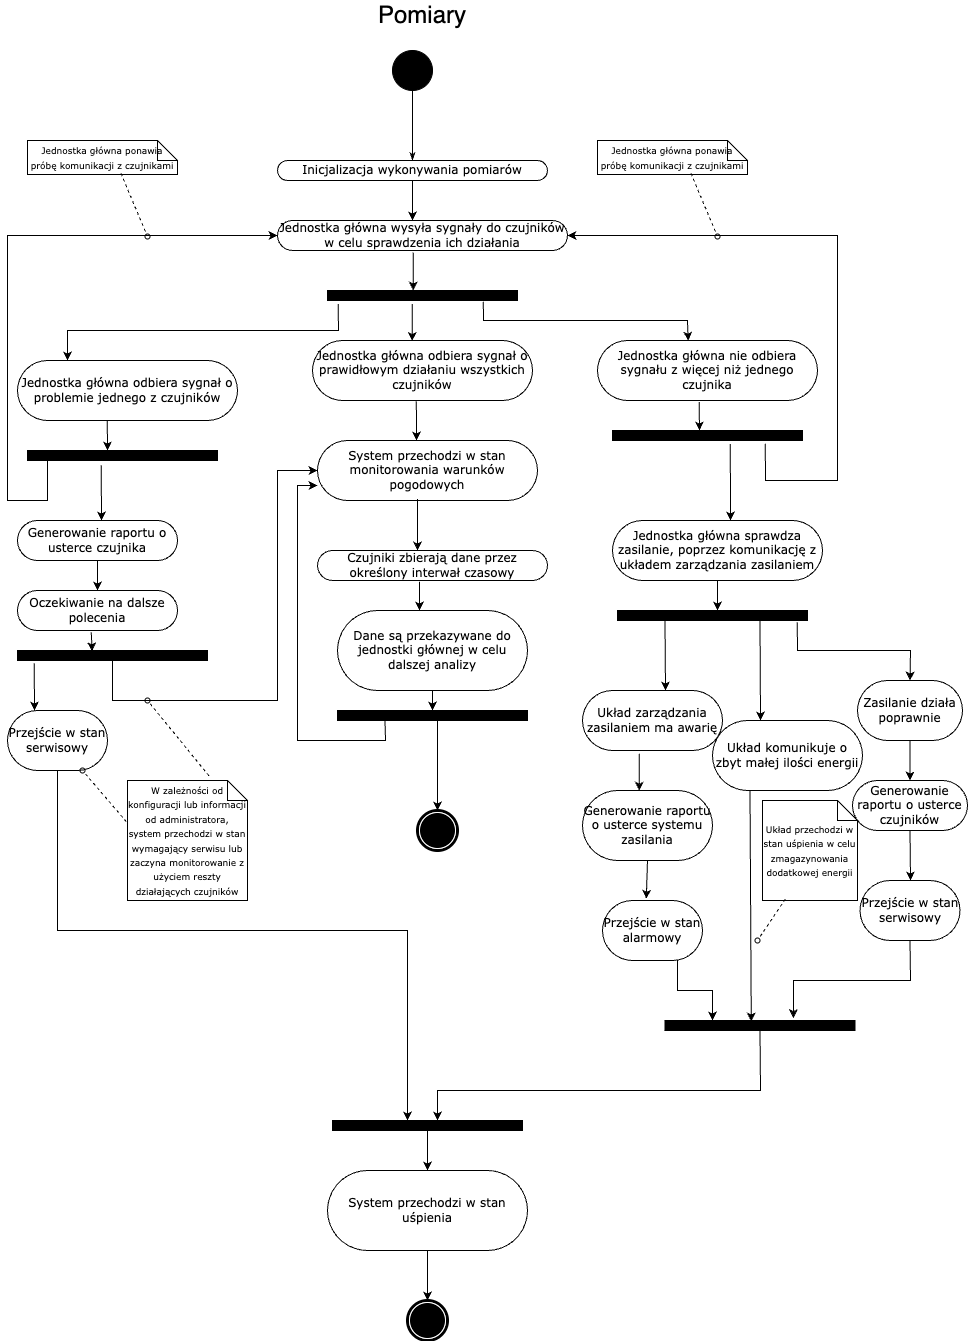 Pomiary
Jednostka główna ponawia
próbę komunikacji z czujnikami
Jednostka główna ponawia
próbę komunikacji z czujnikami
Inicjalizacja wykonywania pomiarów
Jednostka główna wysyła sygnały do czujników
w celu sprawdzenia ich działania
Jednostka główna odbiera sygnał o
problemie jednego z czujników
Jednostka główna odbiera sygnał o
prawidłowym działaniu wszystkich
czujników
Jednostka główna nie odbiera
sygnału z więcej niż jednego
czujnika
System przechodzi w stan
monitorowania warunków
pogodowych
Generowanie raportu o
usterce czujnika
Czujniki zbierają dane przez
określony interwał czasowy
Jednostka główna sprawdza
zasilanie, poprzez komunikację z
układem zarządzania zasilaniem
Oczekiwanie na dalsze
polecenia
Dane są przekazywane do
jednostki głównej w celu
dalszej analizy
Przejście w stan
serwisowy
Układ zarządzania
zasilaniem ma awarię
Układ komunikuje o
zbyt małej ilości energii
Zasilanie działa
poprawnie
W zależności od
konfiguracji lub informacji
od administratora,
system przechodzi w stan
wymagający serwisu lub
zaczyna monitorowanie z
użyciem reszty
działających czujników
Generowanie raportu
o usterce systemu
zasilania
Układ przechodzi w
stan uśpienia w celu
zmagazynowania
dodatkowej energii
Generowanie
raportu o usterce
czujników
Przejście w stan
alarmowy
Przejście w stan
serwisowy
System przechodzi w stan
uśpienia